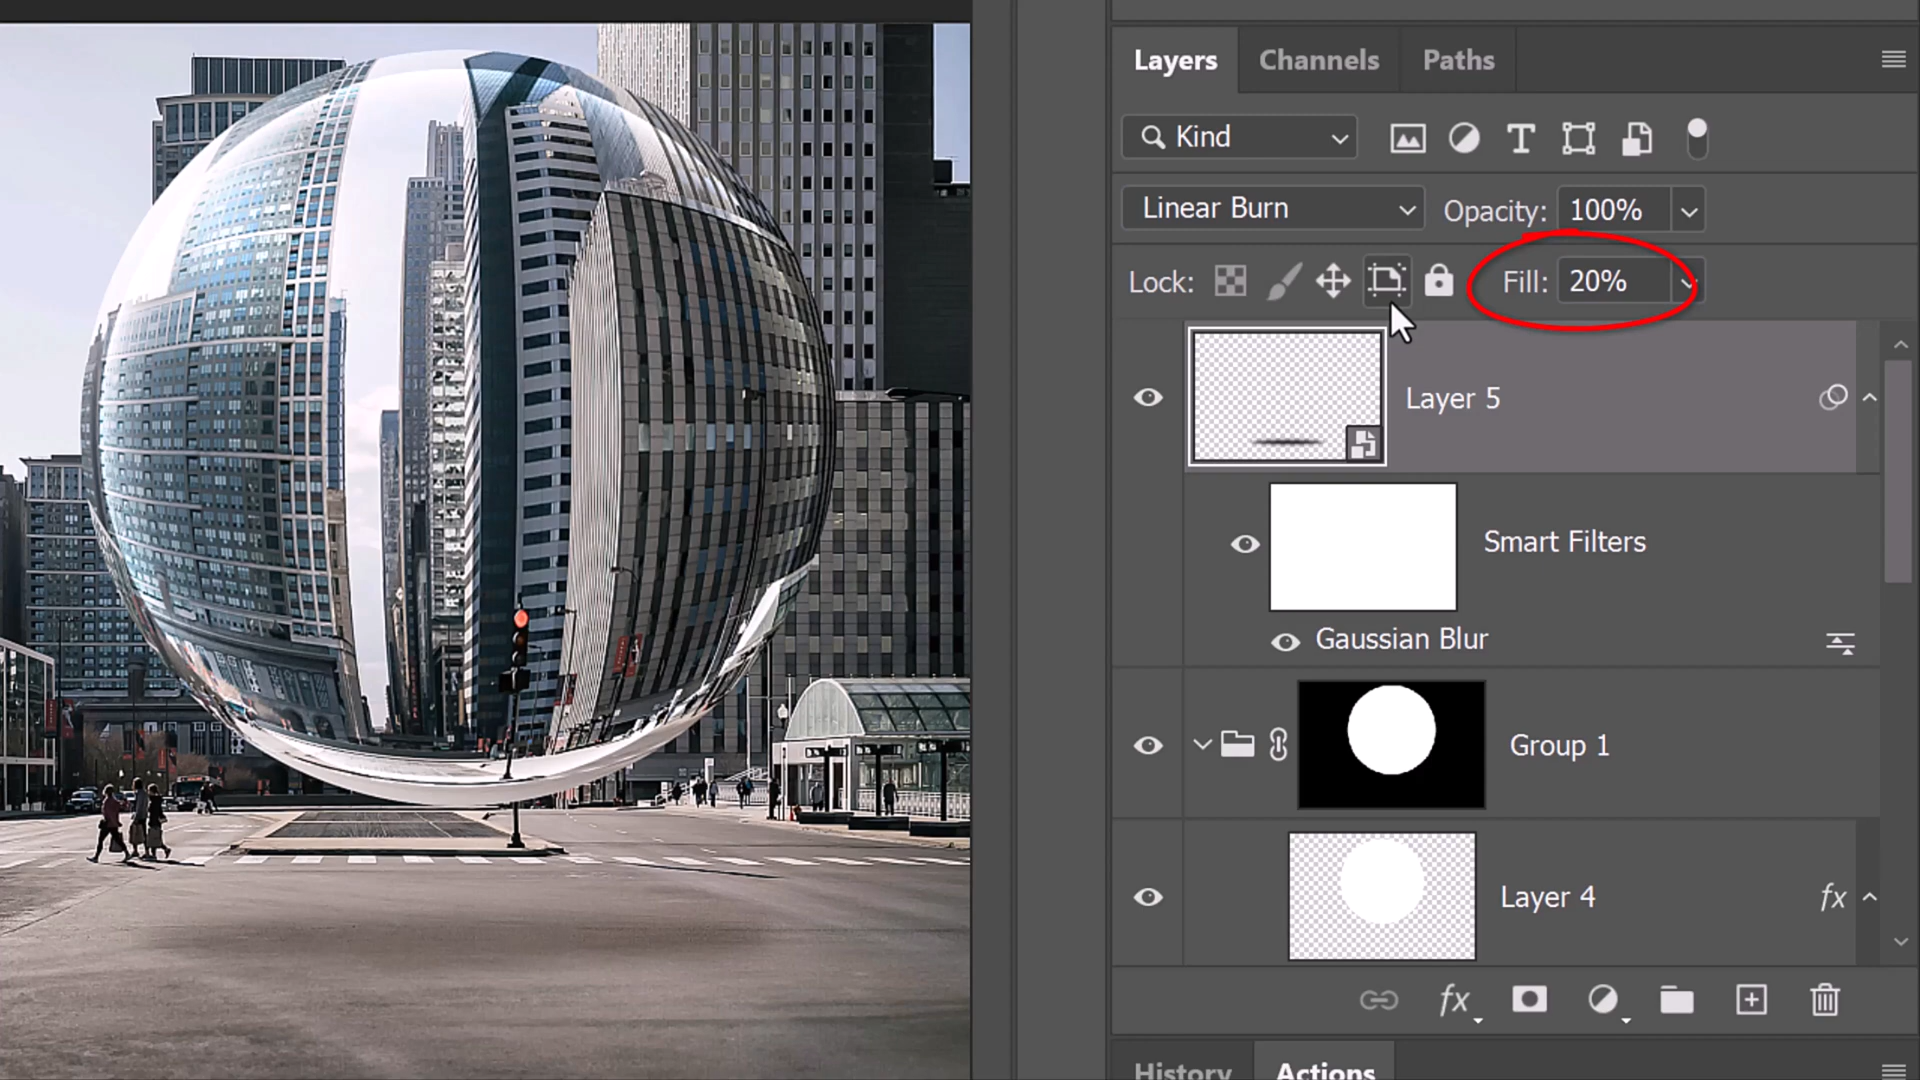 Layers Channels Paths
Kind
Linear Burn Opacity: 100%
Lock: Fill: 20%
Layer 5
Smart Filters
Gaussian Blur
Group 1
Layer 4 fx
fx
History Actions